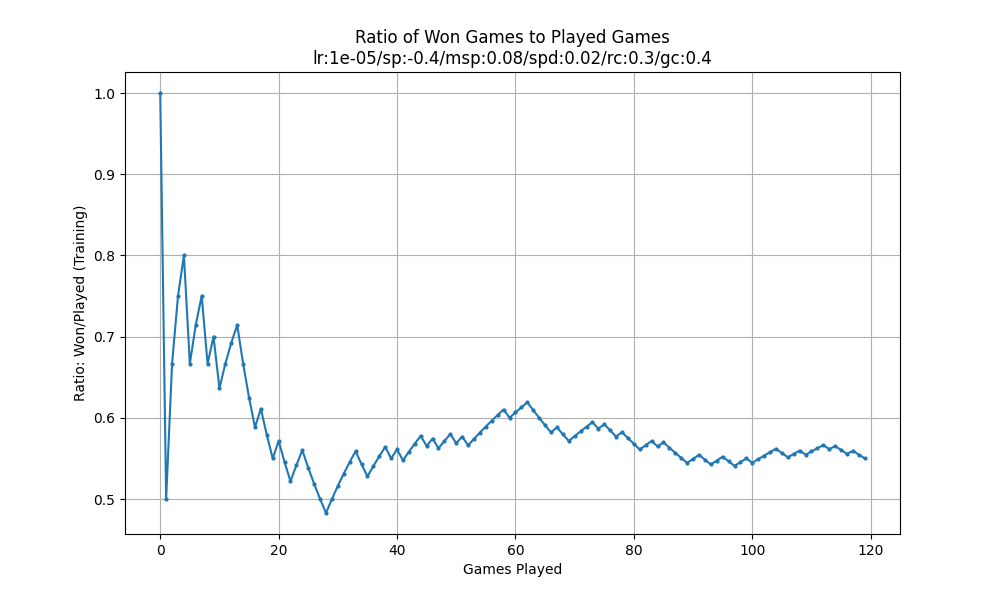 Ratio of Won Games to Played Games
lr:1e-05/sp:-0.4/msp:0.08/spd:0.02/rc:0.3/gc:0.4
Ratio: Won/Played (Training)
1.0
0.9
0.8
0.7
0.6
0.5
0 20 40 60 80 100 120
Games Played